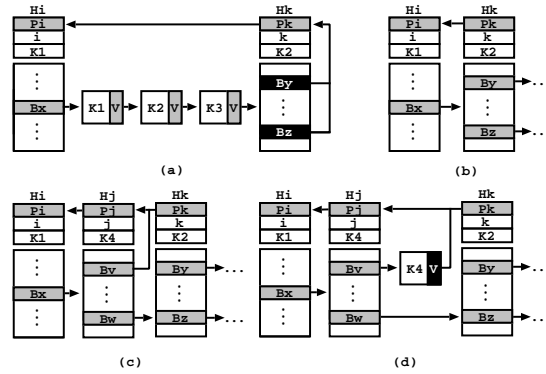 Hi Hk Hi Hk
Pi Pk Pi Pk
i k i k
K1 K2 K1 K2
By By ...
Bx K1 V K2 V K3 V Bx
Bz Bz ...
(a) (b)
Hi Hj Hk Hi Hj Hk
Pi Pj Pk Pi Pj Pk
i j k i j k
K1 K4 K2 K1 K4 K2
Bv By ... Bv K4 V By ...
Bx Bx
Bw Bz ... Bw Bz ...
(c) (d)